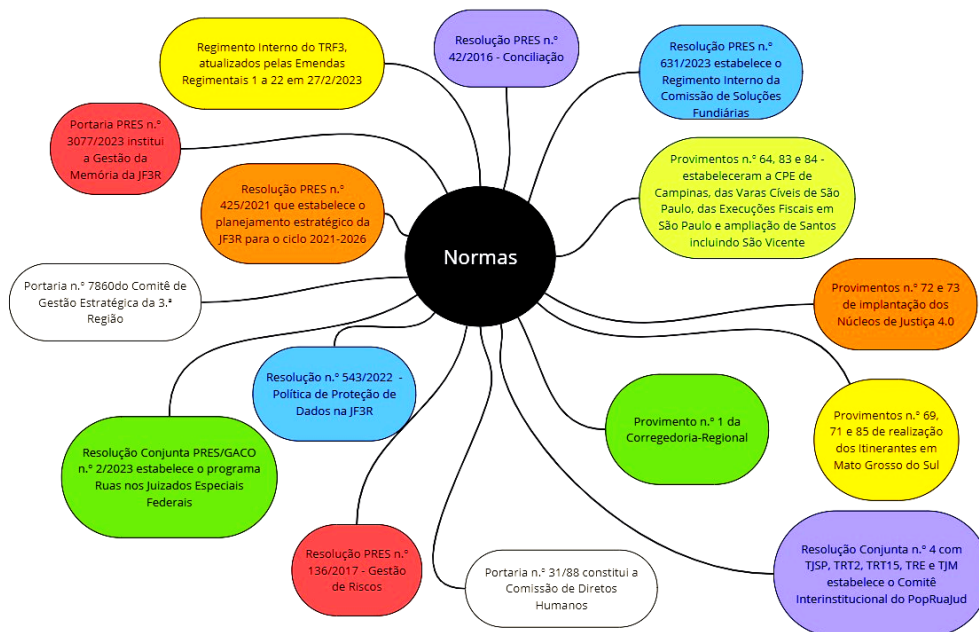 Regimento Interno do TRF3,
atualizados pelas Emendas
Regimentais 1 a 22 em 27/2/2023
Resolução PRES n.º
42/2016 - Conciliação
Resolução PRES n.º
631/2023 estabelece o
Regimento Interno da
Comissão de Soluções
Fundiárias
Portaria PRES n.º
3077/2023 institui
a Gestão da
Memória da JF3R
Provimentos n.º 64, 83 e 84 -
estabeleceram a CPE de
Campinas, das Varas Cíveis de São
Paulo, das Execuções Fiscais em
São Paulo e ampliação de Santos
incluindo São Vicente
Resolução PRES n.º
425/2021 que estabelece o
planejamento estratégico da
JF3R para o ciclo 2021-2026
Normas
Portaria n.º 7860do Comitê de
Gestão Estratégica da 3.ª
Região
Provimentos n.º 72 e 73
de implantação dos
Núcleos de Justiça 4.0
Resolução n.º 543/2022 -
Política de Proteção de
Dados na JF3R
Provimento n.º 1 da
Corregedoria-Regional
Provimentos n.º 69,
71 e 85 de realização
dos Itinerantes em
Mato Grosso do Sul
Resolução Conjunta PRES/GACO
n.º 2/2023 estabelece o programa
Ruas nos Juizados Especiais
Federais
Resolução PRES n.º
136/2017 - Gestão
de Riscos
Portaria n.º 31/88 constitui a
Comissão de Diretos
Humanos
Resolução Conjunta n.º 4 com
TJSP, TRT2, TRT15, TRE e TJM
estabelece o Comitê
Interinstitucional do PopRuaJud